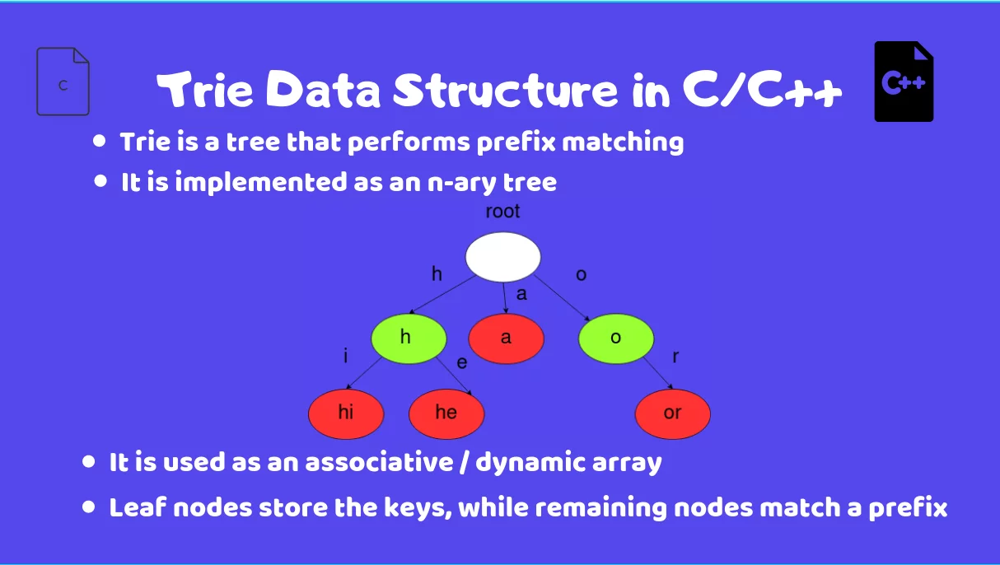 C
C++
Trie Data Structure in C/C++
Trie is a tree that performs prefix matching
It is implemented as an n-ary tree
root
h
o
a
h
a
o
i
e
r
hi
he
or
It is used as an associative / dynamic array
Leaf nodes store the keys, while remaining nodes match a prefix